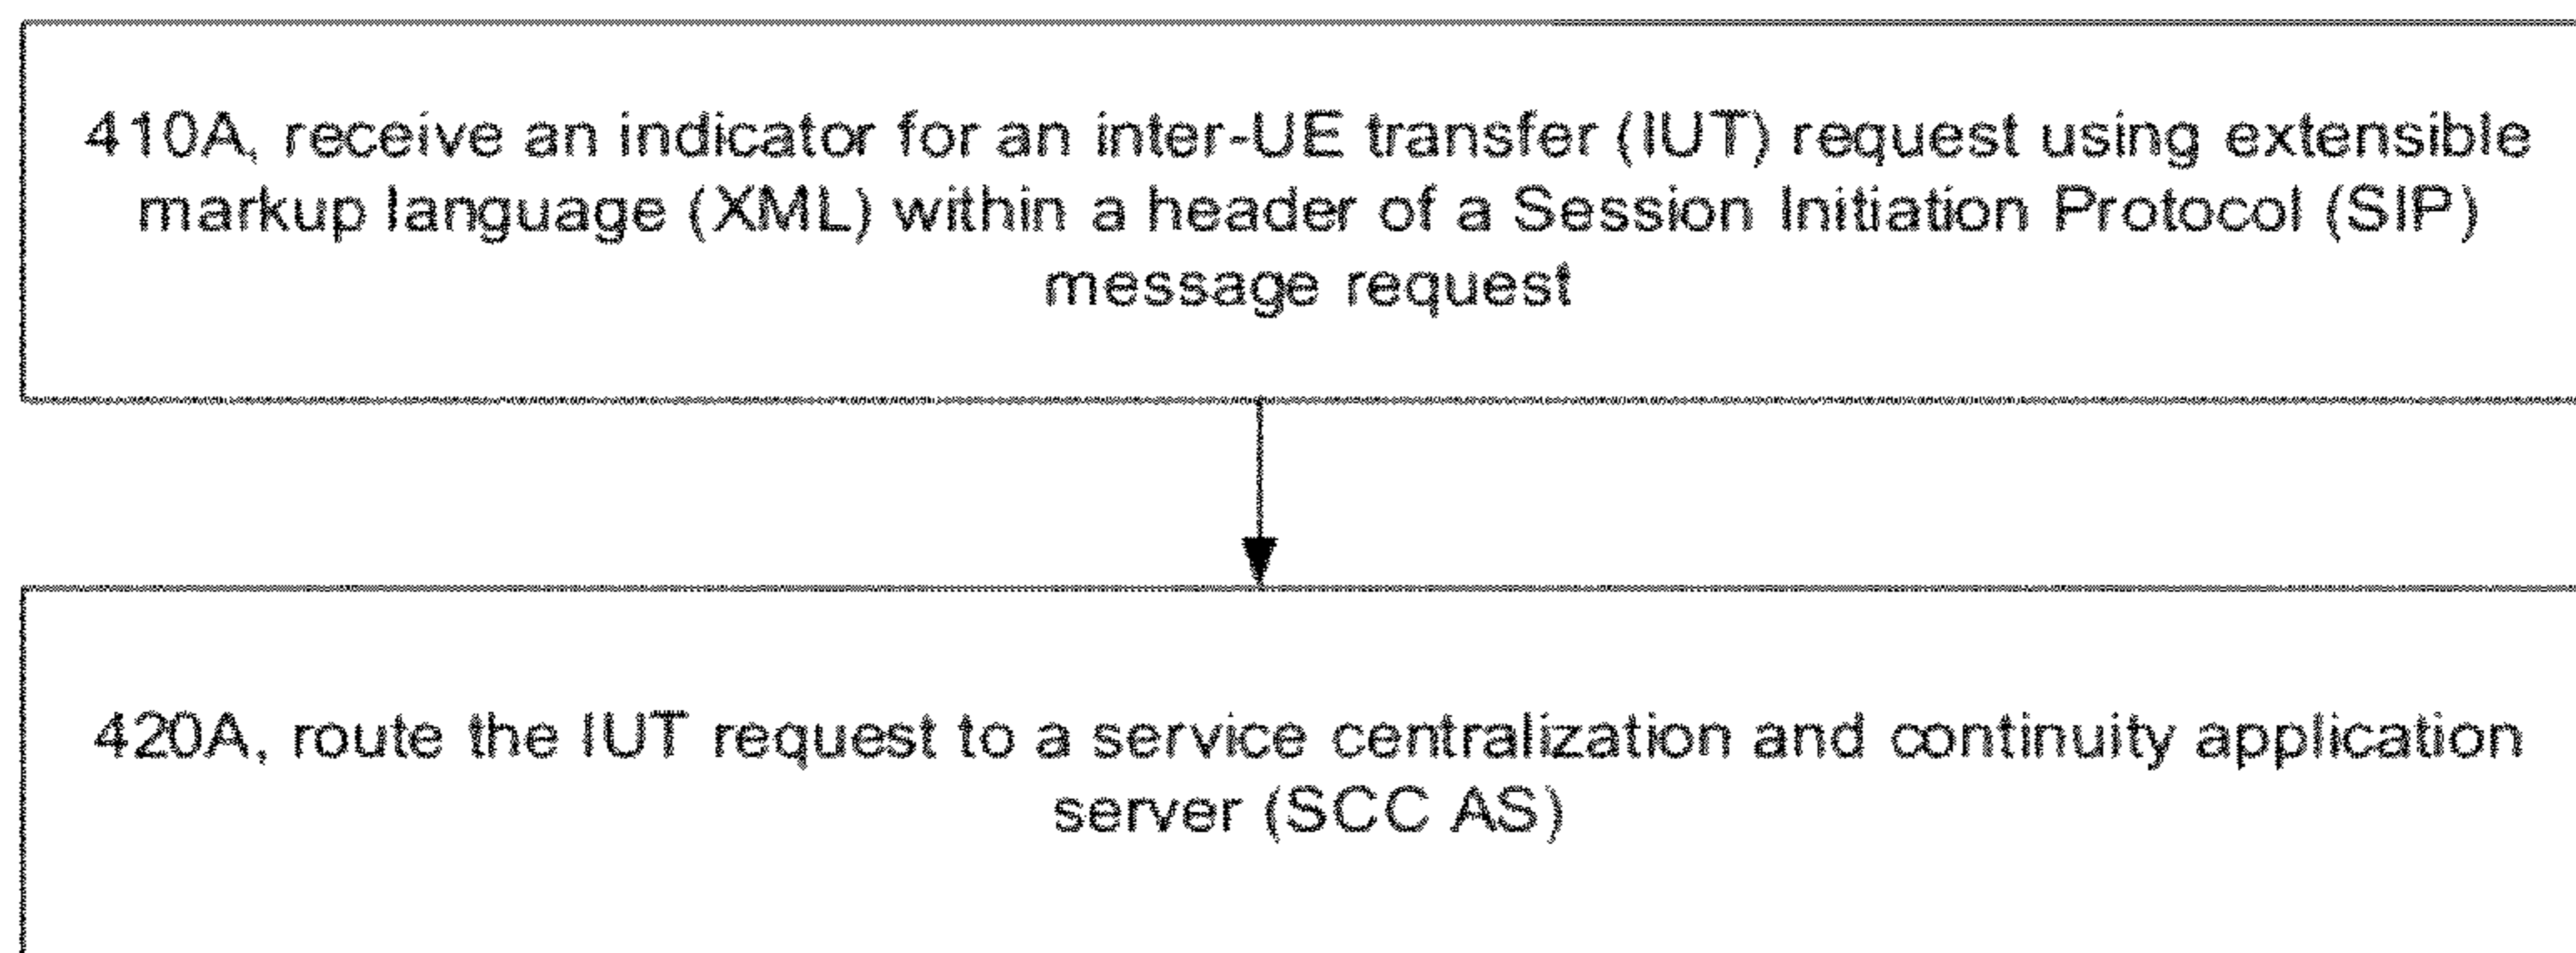 410A, receive an indicator for an inter-UE transfer (IUT) request using extensible
markup language (XML) within a header of a Session Initiation Protocol (SIP)
message request
420A, route the IUT request to a service centralization and continuity application
server (SCC AS)